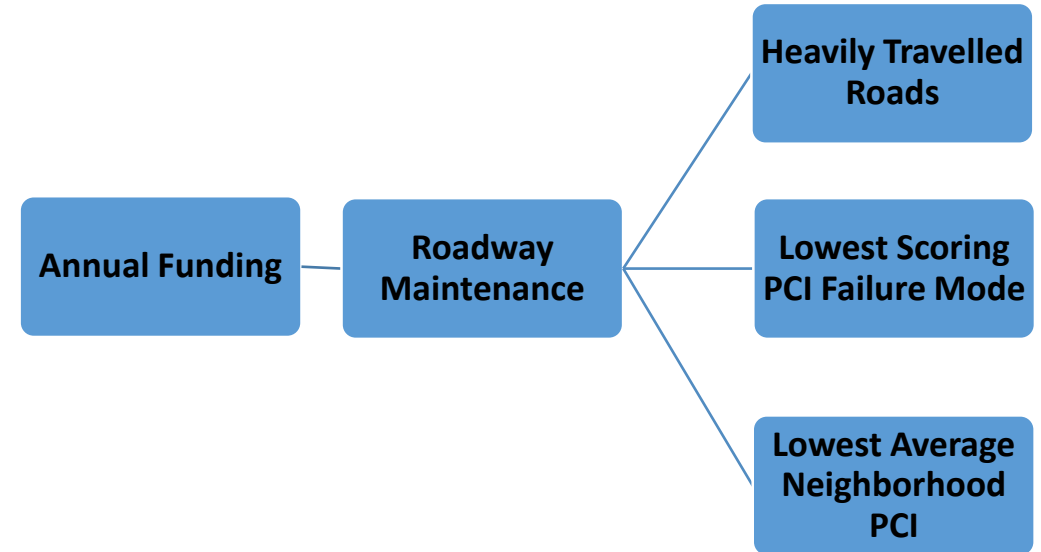 Heavily Travelled
Roads
Annual Funding
Roadway
Maintenance
Lowest Scoring
PCI Failure Mode
Lowest Average
Neighborhood
PCI